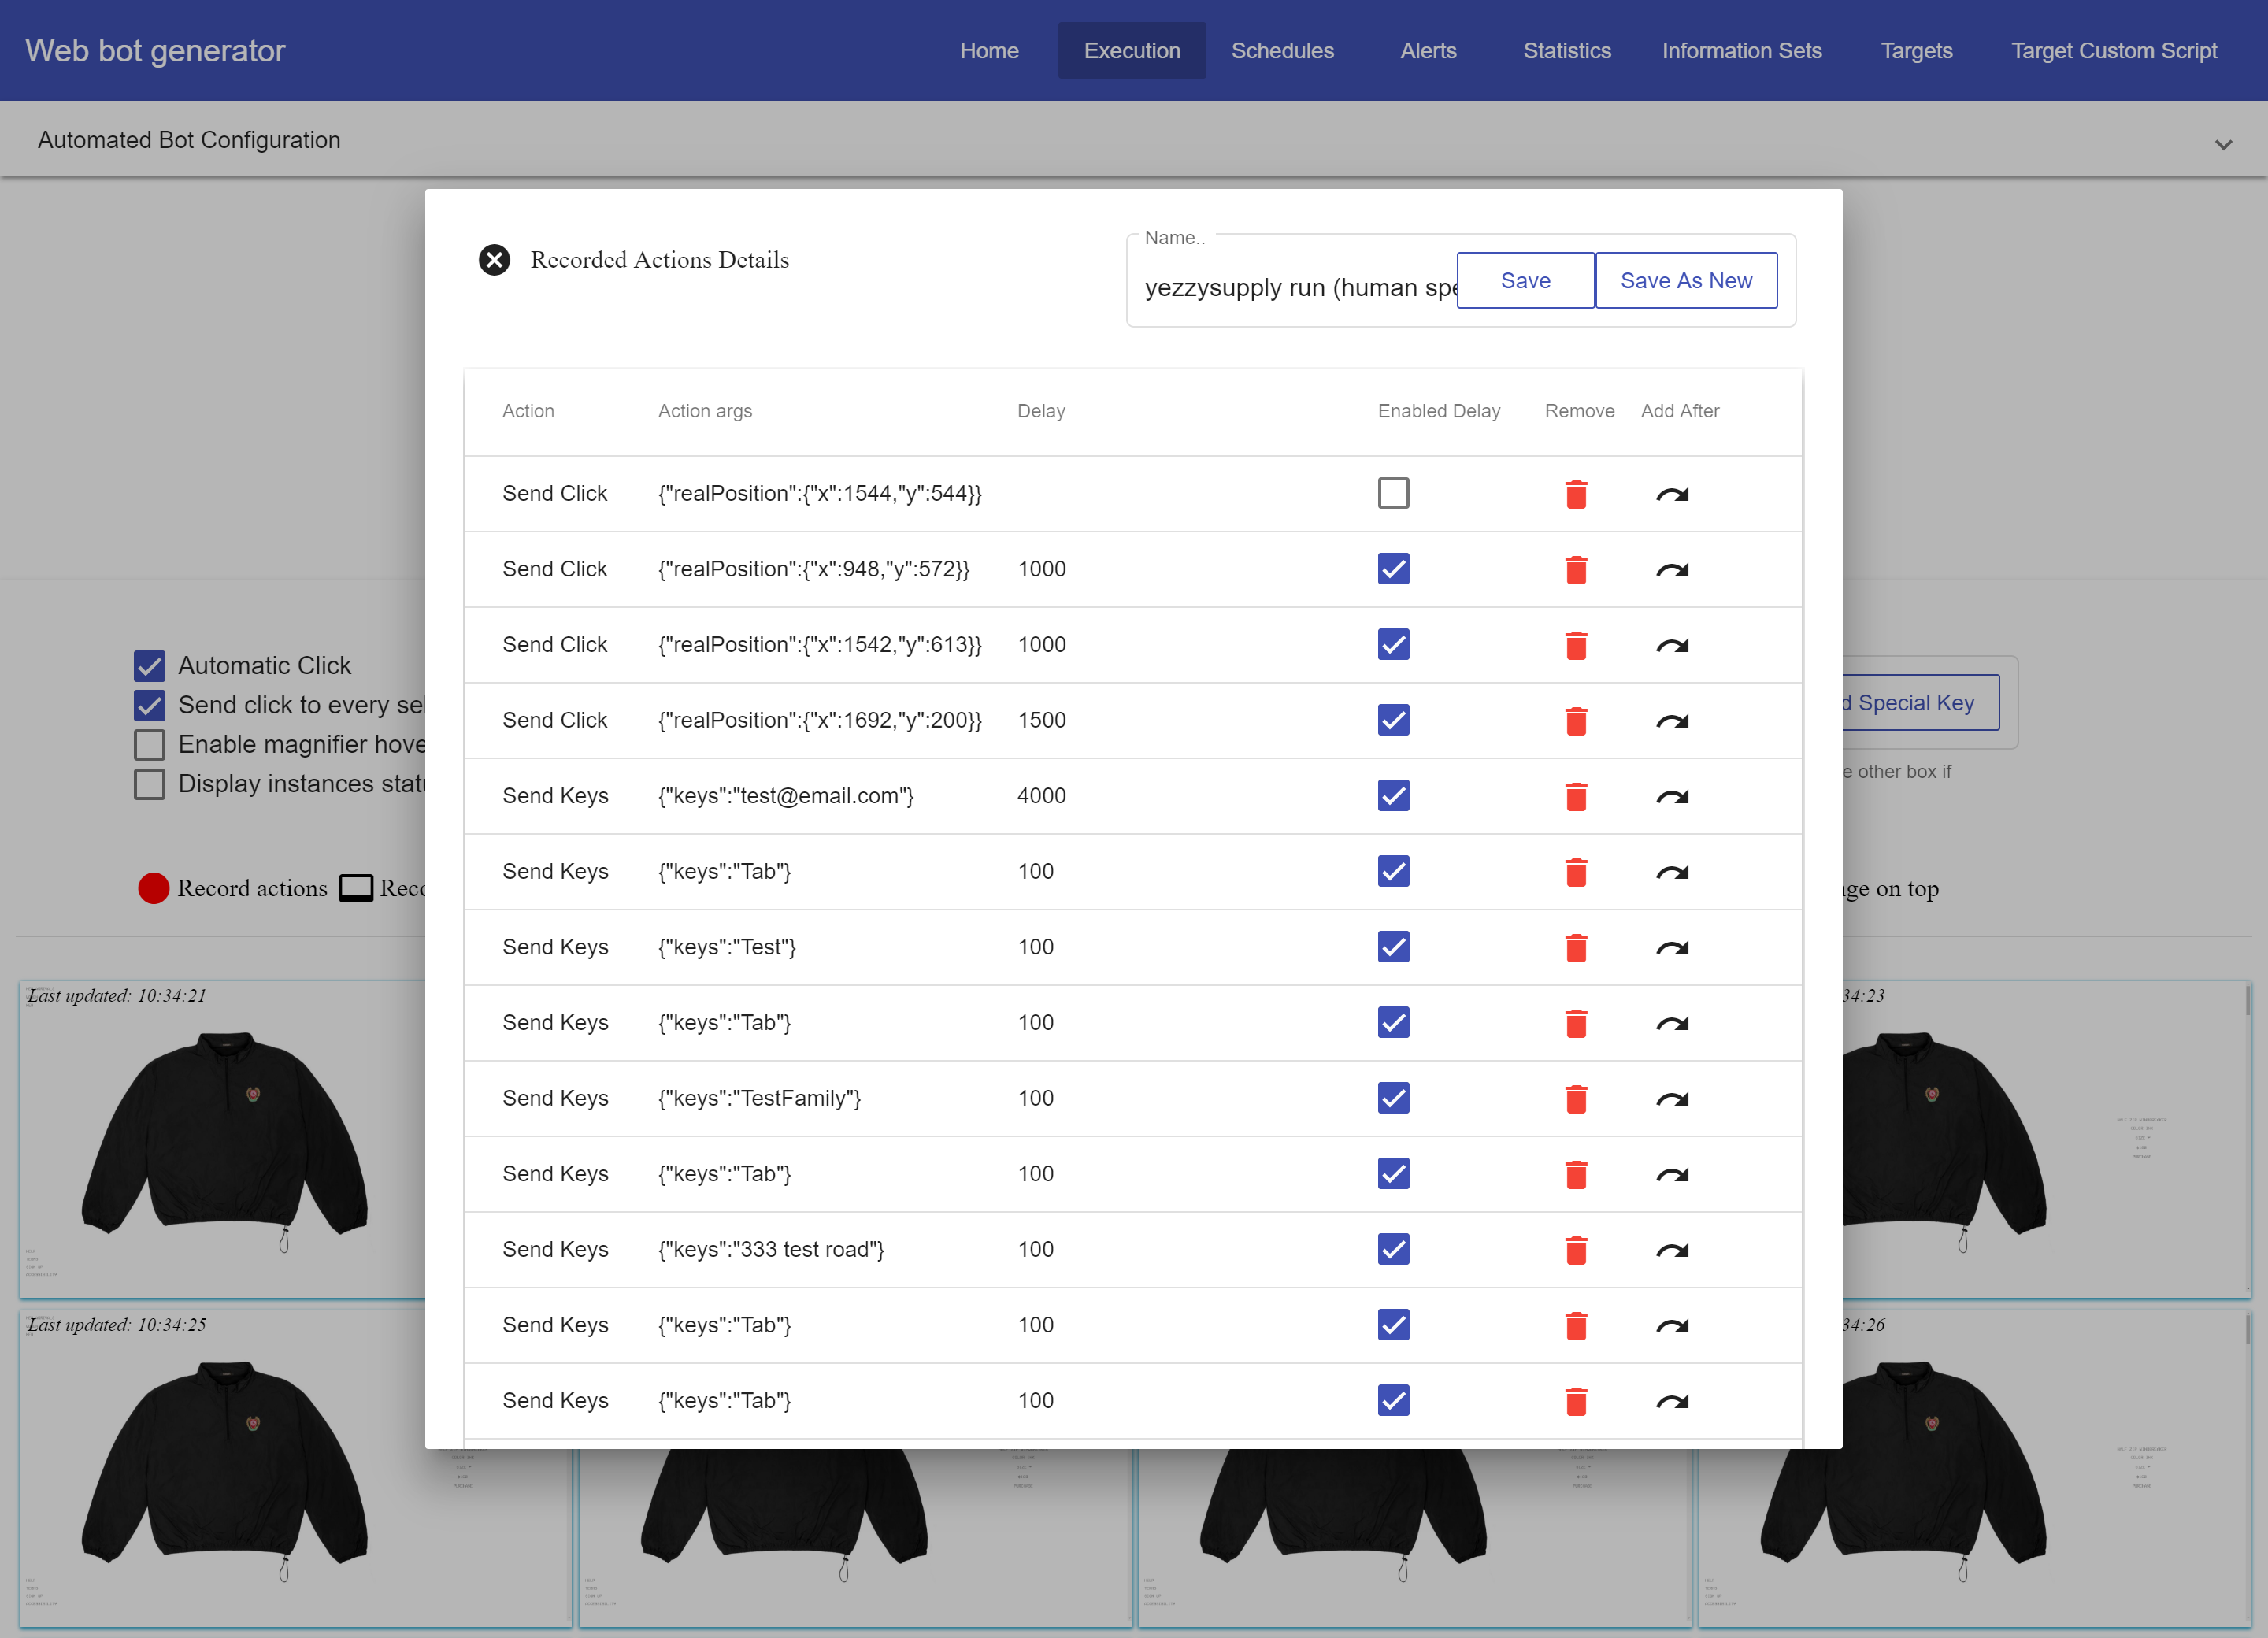 Web bot generator
Home Execution Schedules Alerts Statistics Information Sets Targets Target Custom Script
Automated Bot Configuration
Recorded Actions Details
Name..
yezzysupply run (human spe
Save Save As New
Action Action args Delay Enabled Delay Remove Add After
Send Click {"realPosition":{"x":1544,"y":544}}
Send Click {"realPosition":{"x":948,"y":572}} 1000
Send Click {"realPosition":{"x":1542,"y":613}} 1000
Send Click {"realPosition":{"x":1692,"y":200}} 1500
Send Keys {"keys":"test@email.com"} 4000
Send Keys {"keys":"Tab"} 100
Send Keys {"keys":"Test"} 100
Send Keys {"keys":"Tab"} 100
Send Keys {"keys":"TestFamily"} 100
Send Keys {"keys":"Tab"} 100
Send Keys {"keys":"333 test road"} 100
Send Keys {"keys":"Tab"} 100
Send Keys {"keys":"Tab"} 100
Automatic Click
Send click to every se
Enable magnifier hove
Display instances stat
d Special Key
e other box if
Record actions Reco
ge on top
Last updated: 10:34:21
34:23
Last updated: 10:34:25
34:26